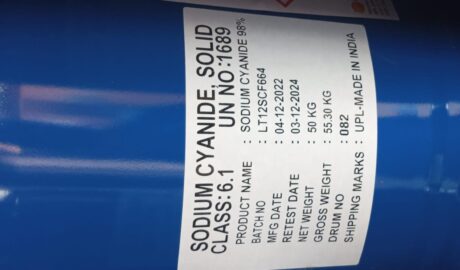 SODIUM CYANIDE, SOLID
CLASS: 6.1 UN NO :1689
PRODUCT NAME : SODIUM CYANIDE 98%
BATCH NO : LT12SCF664
MFG DATE : 04-12-2022
RETEST DATE : 03-12-2024
NET WEIGHT : 50 KG
GROSS WEIGHT : 55.30 KG
DRUM NO : 082
SHIPPING MARKS : UPL-MADE IN INDIA